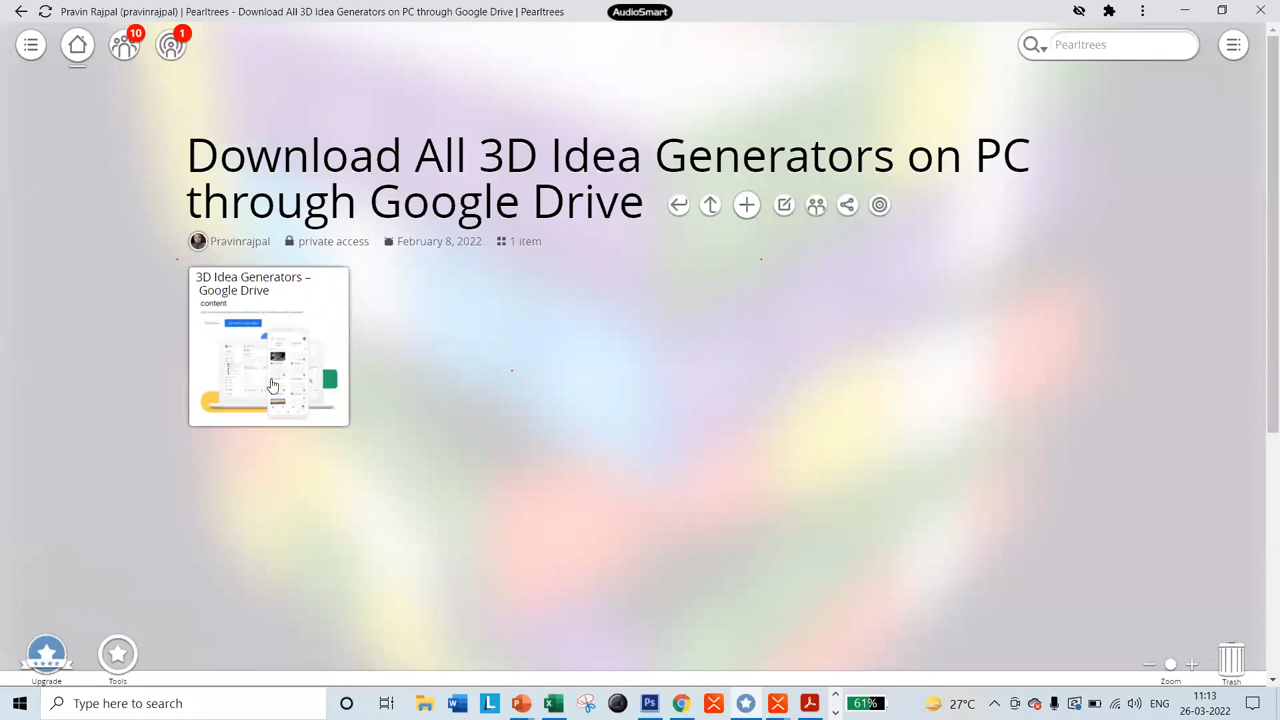 Pravin Rajpal (pavinrajpal) | Pearltrees - Download All 3D Idea Generators on PC through Google Drive | Pearltrees
AudioSmart
10
1
Pearltrees
Download All 3D Idea Generators on PC
through Google Drive
Pravinrajpal
private access
February 8, 2022
1 item
3D Idea Generators –
Google Drive
content
Upgrade
Tools
Zoom
Trash
Type here to search
61%
27°C
ENG
11:13
26-03-2022